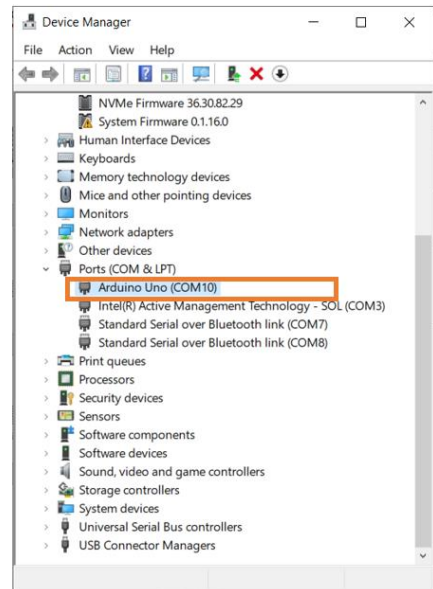 Device Manager
File Action View Help
NVMe Firmware 36.30.82.29
System Firmware 0.1.16.0
Human Interface Devices
Keyboards
Memory technology devices
Mice and other pointing devices
Monitors
Network adapters
Other devices
Ports (COM & LPT)
Arduino Uno (COM10)
Intel(R) Active Management Technology - SOL (COM3)
Standard Serial over Bluetooth link (COM7)
Standard Serial over Bluetooth link (COM8)
Print queues
Processors
Security devices
Sensors
Software components
Software devices
Sound, video and game controllers
Storage controllers
System devices
Universal Serial Bus controllers
USB Connector Managers